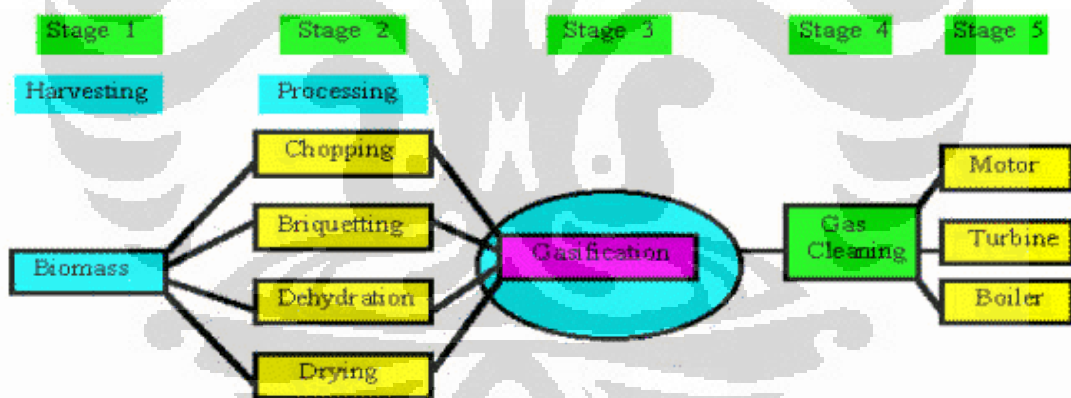 Stage 1
Stage 2
Stage 3
Stage 4
Stage 5
Harvesting
Processing
Chopping
Briquetting
Dehydration
Drying
Biomass
Gasification
Gas
Cleaning
Motor
Turbine
Boiler